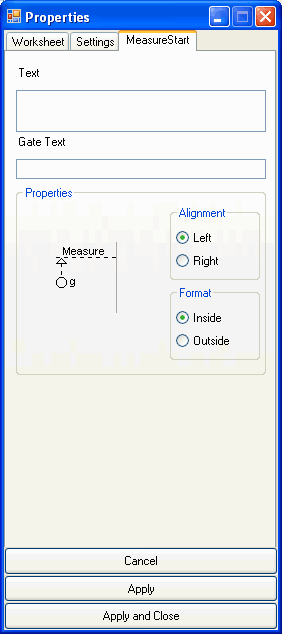 Properties
Worksheet Settings MeasureStart
Text
Gate Text
Properties
Alignment
Left
Right
Measure
g
Format
Inside
Outside
Cancel
Apply
Apply and Close